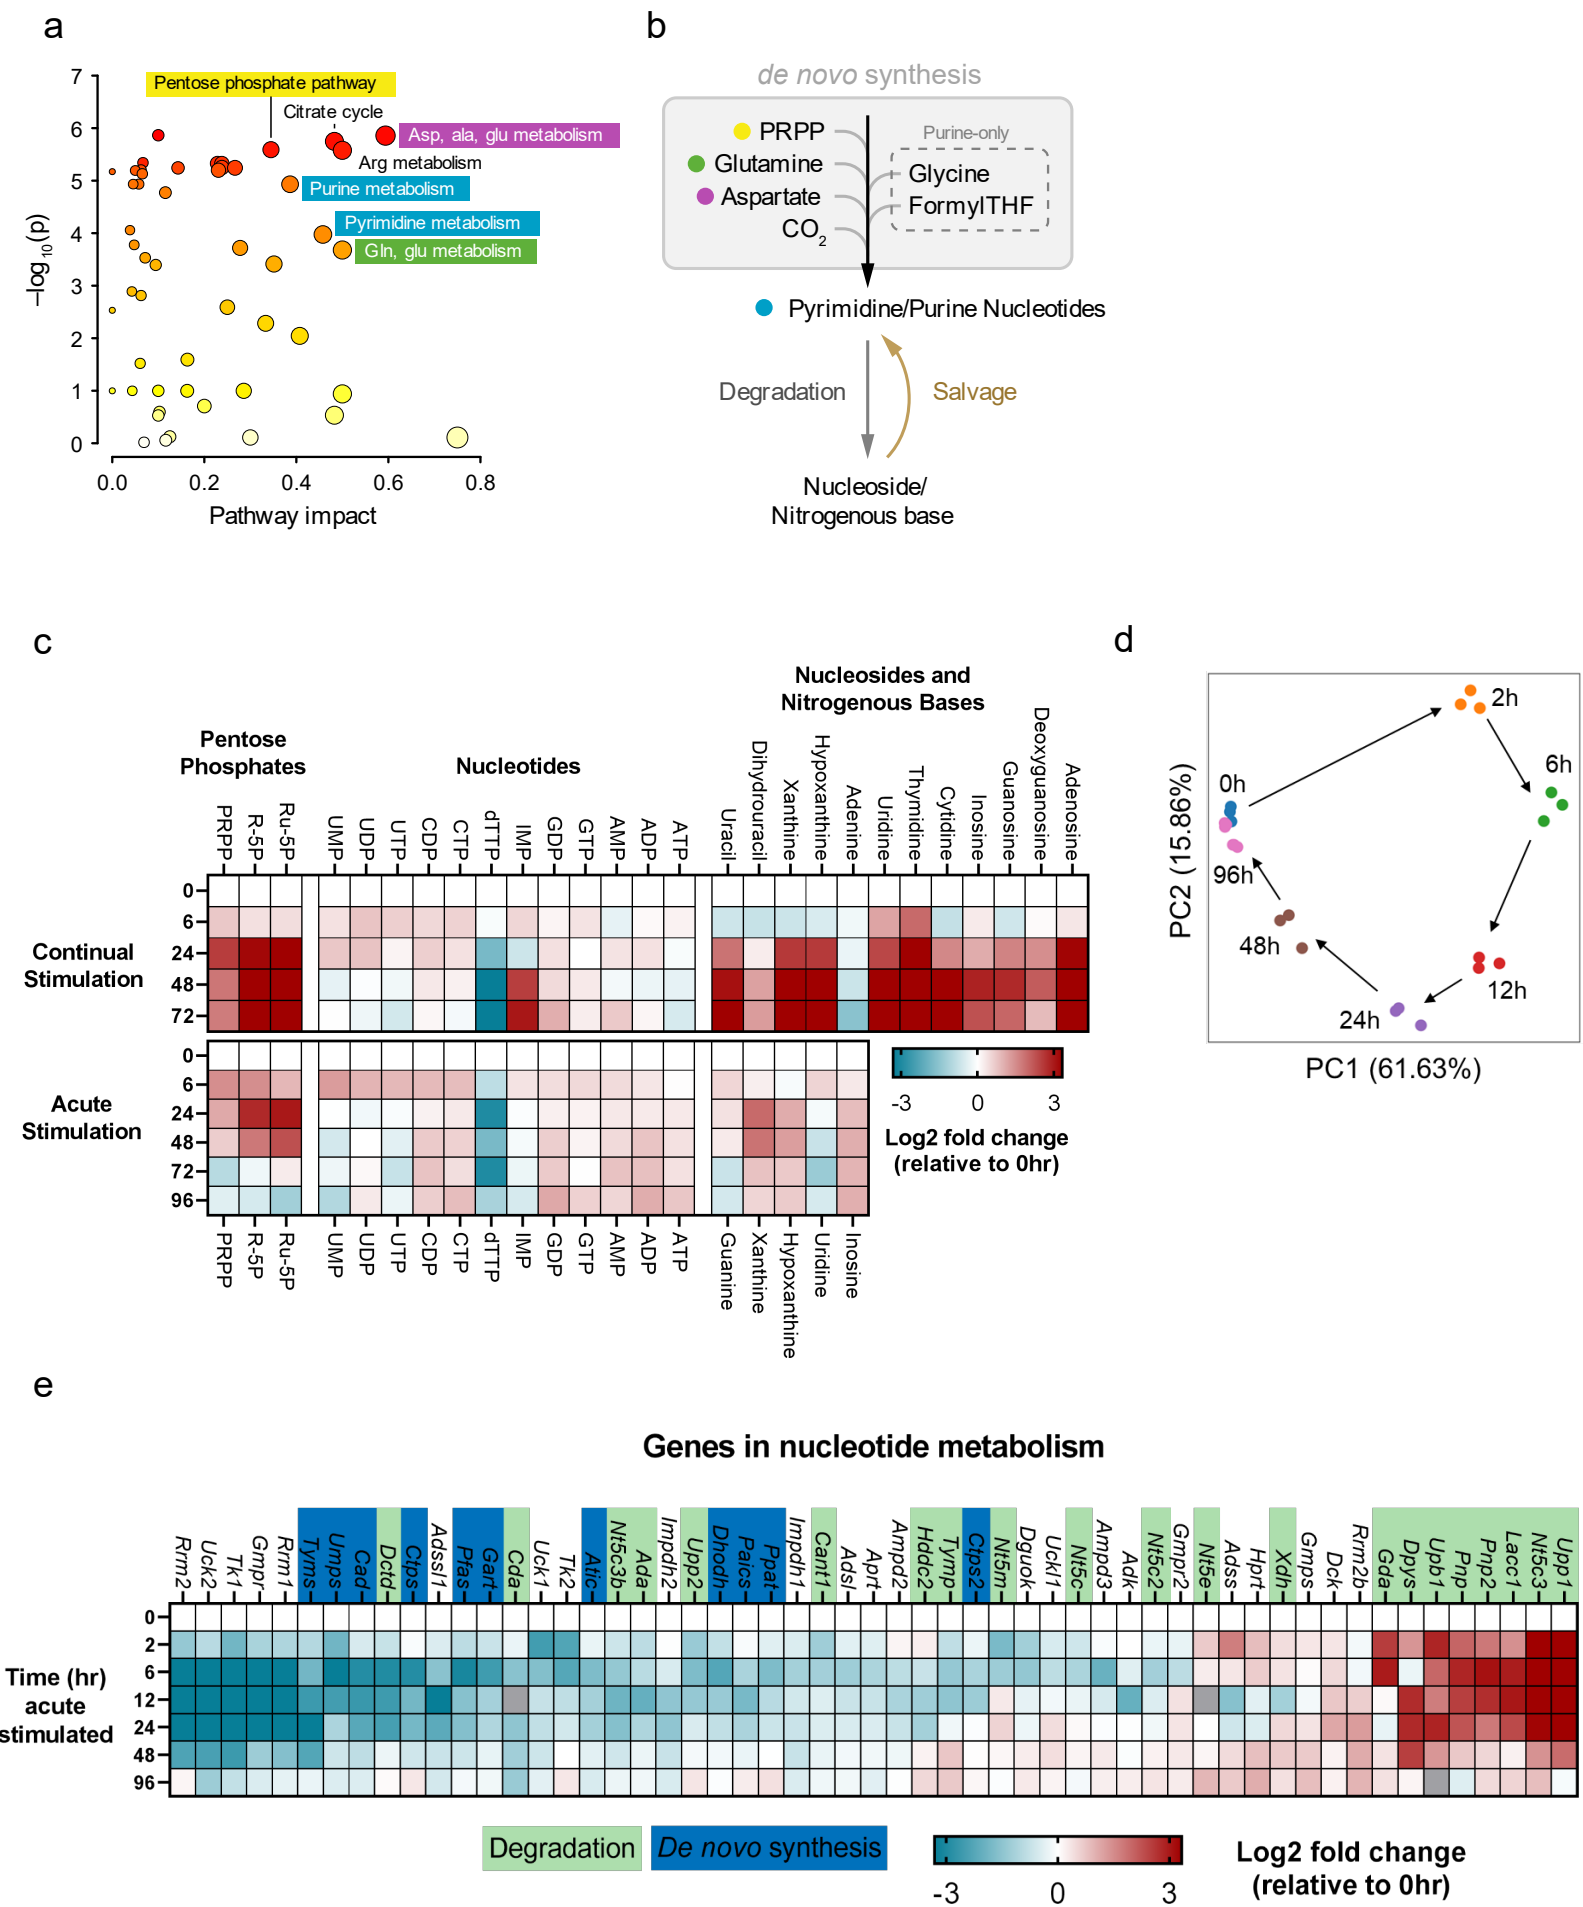 a
7
6
5
4
3
2
1
0
–log10(p)
Pentose phosphate pathway
Citrate cycle
Asp, ala, glu metabolism
Arg metabolism
Purine metabolism
Pyrimidine metabolism
Gln, glu metabolism
0.0 0.2 0.4 0.6 0.8
Pathway impact
b
de novo synthesis
PRPP
Glutamine
Aspartate
CO2
Purine-only
Glycine
FormylTHF
Pyrimidine/Purine Nucleotides
Degradation
Salvage
Nucleoside/
Nitrogenous base
c
Pentose
Phosphates
Nucleotides
Nucleosides and
Nitrogenous Bases
PRPP
R-5P
Ru-5P
UMP
UDP
UTP
CDP
CTP
dTTP
IMP
GDP
GTP
AMP
ADP
ATP
Uracil
Dihydrouracil
Xanthine
Hypoxanthine
Adenine
Uridine
Thymidine
Cytidine
Inosine
Guanosine
Deoxyguanosine
Adenosine
Continual
Stimulation
0
6
24
48
72
Acute
Stimulation
0
6
24
48
72
96
PRPP
R-5P
Ru-5P
UMP
UDP
UTP
CDP
CTP
dTTP
IMP
GDP
GTP
AMP
ADP
ATP
Guanine
Xanthine
Hypoxanthine
Uridine
Inosine
-3 0 3
Log2 fold change
(relative to 0hr)
d
PC2 (15.86%)
0h
2h
6h
12h
24h
48h
96h
PC1 (61.63%)
e
Genes in nucleotide metabolism
Rrm2
Uck2
Tk1
Gmpr
Rrm1
Tyms
Umps
Cad
Dctd
Ctps
Adssl1
Pfas
Gart
Cda
Uck1
Tk2
Atic
Nt5c3b
Ada
Impdh2
Upp2
Dhodh
Paics
Ppat
Impdh1
Cant1
Adsl
Aprt
Ampd2
Hddc2
Tymp
Ctps2
Nt5m
Dguok
Uckl1
Nt5c
Ampd3
Adk
Nt5c2
Gmpr2
Nt5e
Adss
Hprt
Xdh
Gmps
Dck
Rrm2b
Gda
Dpys
Upb1
Pnp
Pnp2
Lacc1
Nt5c3
Upp1
Time (hr)
acute
stimulated
0
2
6
12
24
48
96
Degradation
De novo synthesis
-3 0 3
Log2 fold change
(relative to 0hr)